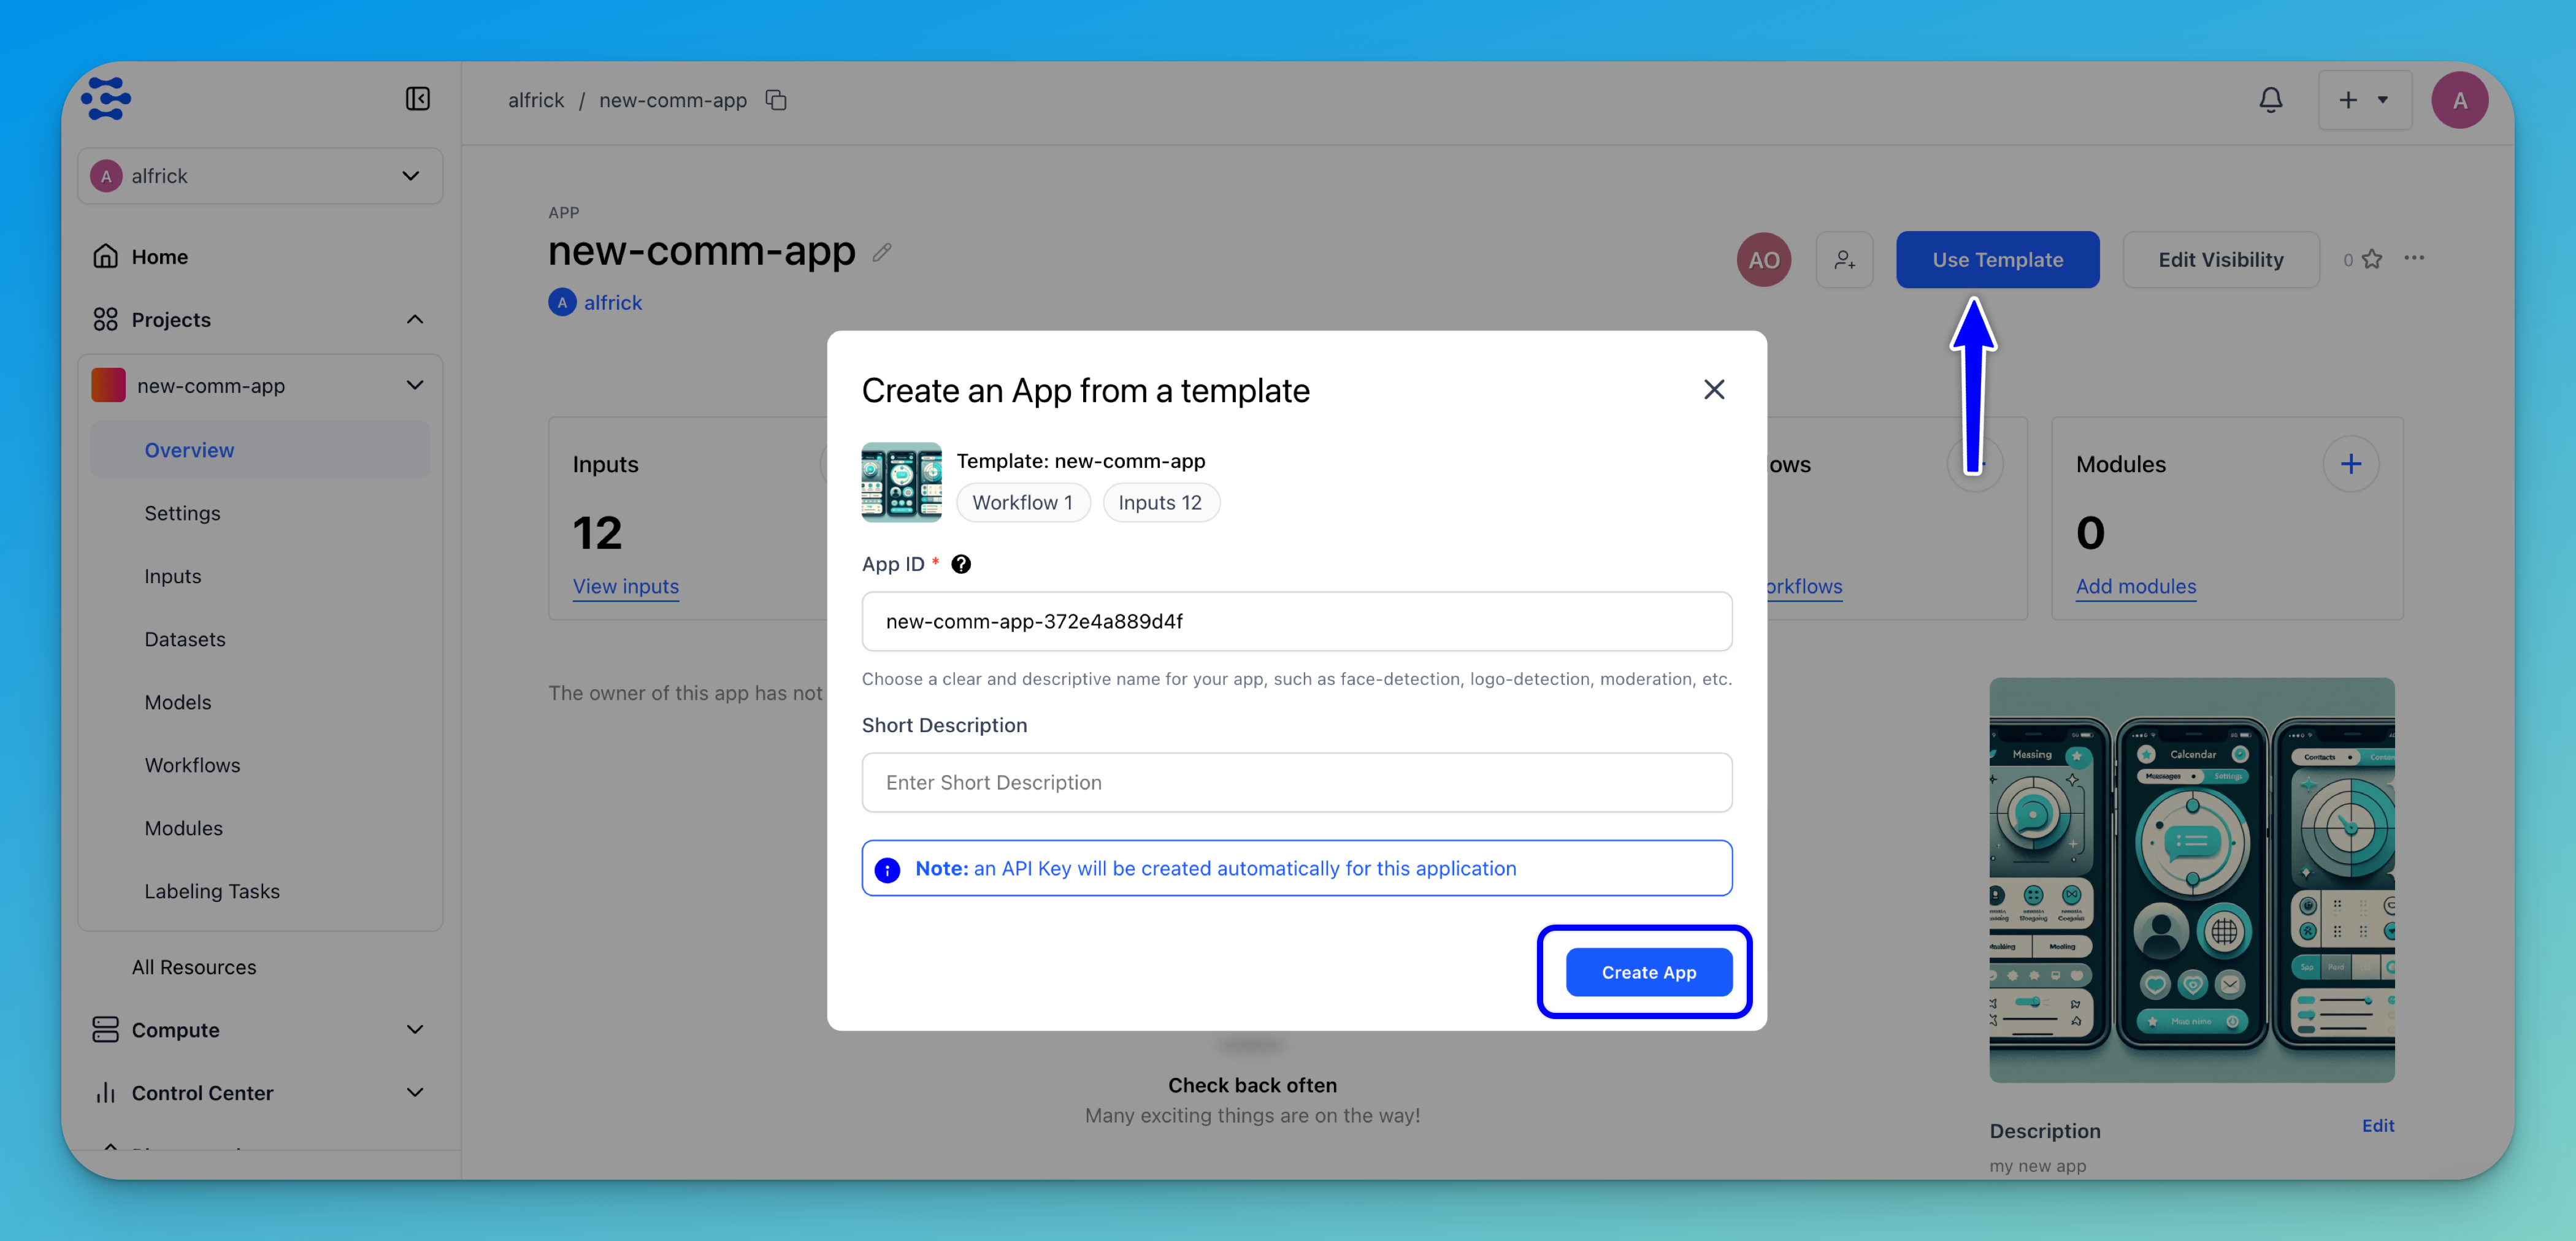 alfrick / new-comm-app
A
A alfrick
Home
Projects
new-comm-app
Overview
Settings
Inputs
Datasets
Models
Workflows
Modules
Labeling Tasks
All Resources
Compute
Control Center
APP
new-comm-app
A alfrick
AO
Use Template
Edit Visibility
0
Inputs
12
View inputs
ows
orkflows
Modules
0
Add modules
The owner of this app has not
Create an App from a template
Template: new-comm-app
Workflow 1
Inputs 12
App ID *
new-comm-app-372e4a889d4f
Choose a clear and descriptive name for your app, such as face-detection, logo-detection, moderation, etc.
Short Description
Enter Short Description
Note: an API Key will be created automatically for this application
Create App
Check back often
Many exciting things are on the way!
Messing
Calcendar
Settings
Description
Edit
my new app